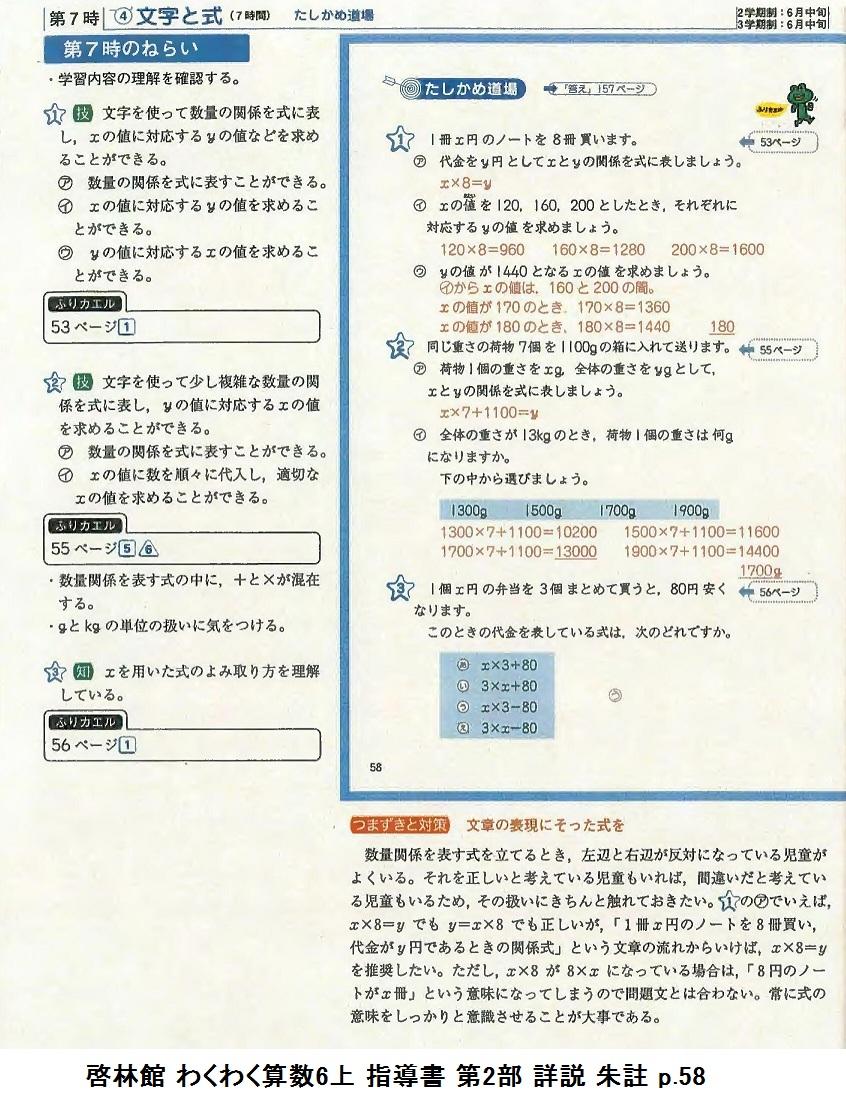 第7時 ④文字と式(7時間) たしかめ道場
2学期制:6月中旬
3学期制:6月中旬
第7時のねらい
・学習内容の理解を確認する。
1 技 文字を使って数量の関係を式に表
し,xの値に対応するyの値などを求め
ることができる。
㋐ 数量の関係を式に表すことができる。
㋑ xの値に対応するyの値を求めるこ
とができる。
㋒ yの値に対応するxの値を求めるこ
とができる。
ふりカエル
53ページ1
2 技 文字を使って少し複雑な数量の関
係を式に表し,yの値に対応するxの値
を求めることができる。
㋐ 数量の関係を式に表すことができる。
㋑ xの値に数を順々に代入し,適切な
xの値を求めることができる。
ふりカエル
55ページ5 6
・数量関係を表す式の中に,+と×が混在
する。
・gとkgの単位の扱いに気をつける。
3 知 xを用いた式のよみ取り方を理解
している。
ふりカエル
56ページ1
たしかめ道場 「答え」157ページ
ふりカエル
1 1冊x円のノートを8冊買います。 53ページ
㋐ 代金をy円としてxとyの関係を式に表しましょう。
x×8=y
㋑ xの値を120,160,200としたとき,それぞれに
対応するyの値を求めましょう。
120×8=960 160×8=1280 200×8=1600
㋒ yの値が1440となるxの値を求めましょう。
㋑からxの値は,160と200の間。
xの値が170のとき,170×8=1360
xの値が180のとき,180×8=1440 180
2 同じ重さの荷物7個を1100gの箱に入れて送ります。 55ページ
㋐ 荷物1個の重さをxg,全体の重さをygとして,
xとyの関係を式に表しましょう。
x×7+1100=y
㋑ 全体の重さが13kgのとき,荷物1個の重さは何g
になりますか。
下の中から選びましょう。
1300g 1500g 1700g 1900g
1300×7+1100=10200 1500×7+1100=11600
1700×7+1100=13000 1900×7+1100=14400
1700g
3 1個x円の弁当を3個まとめて買うと,80円安く 56ページ
なります。
このときの代金を表している式は,次のどれですか。
あ x×3+80
い 3×x+80
う x×3-80
え 3×x-80
う
58
つまずきと対策 文章の表現にそった式を
数量関係を表す式を立てるとき,左辺と右辺が反対になっている児童が
よくいる。それを正しいと考えている児童もいれば,間違いだと考えてい
る児童もいるため,その扱いにきちんと触れておきたい。1の㋐でいえば,
x×8=y でも y=x×8 でも正しいが,「1冊x円のノートを8冊買い,
代金がy円であるときの関係式」という文章の流れからいけば,x×8=y
を推奨したい。ただし,x×8 が 8×x になっている場合は,「8円のノー
トがx冊」という意味になってしまうので問題文とは合わない。常に式の
意味をしっかりと意識させることが大事である。
啓林館 わくわく算数6上 指導書 第2部 詳説 朱註 p.58